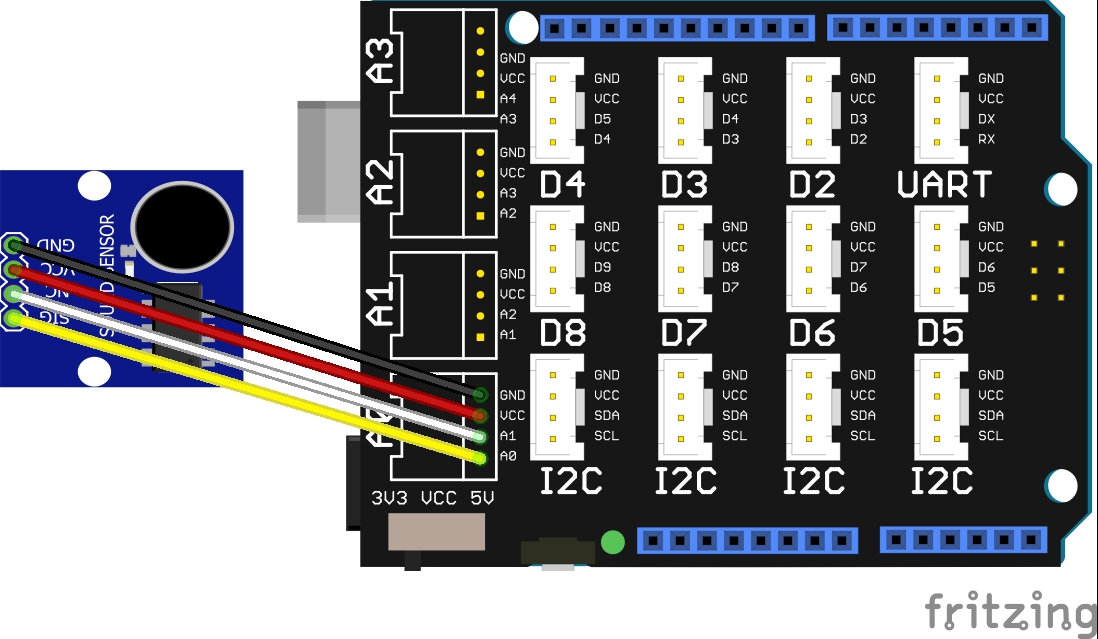 A3
GND
VCC
A4
A3
A2
GND
VCC
A3
A2
A1
GND
VCC
A2
A1
GND
VCC
A1
A0
3V3 VCC 5V
GND
VCC
D5
D4
D4
GND
VCC
D4
D3
D3
GND
VCC
D3
D2
D2
GND
VCC
DX
RX
UART
GND
VCC
D9
D8
D8
GND
VCC
D8
D7
D7
GND
VCC
D7
D6
D6
GND
VCC
D6
D5
D5
GND
VCC
SDA
SCL
I2C
GND
VCC
SDA
SCL
I2C
GND
VCC
SDA
SCL
I2C
GND
VCC
SDA
SCL
I2C
GND
VCC
NC
SIG
fritzing